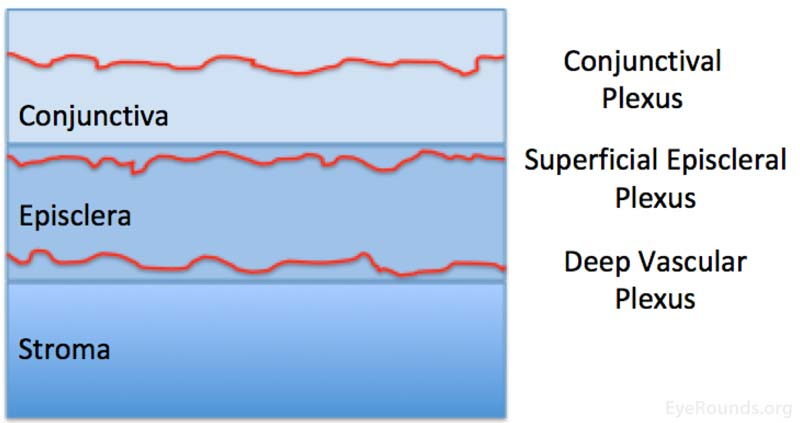 Conjunctival
Plexus
Conjunctiva
Superficial Episcleral
Plexus
Episclera
Deep Vascular
Plexus
Stroma
EyeRounds.org